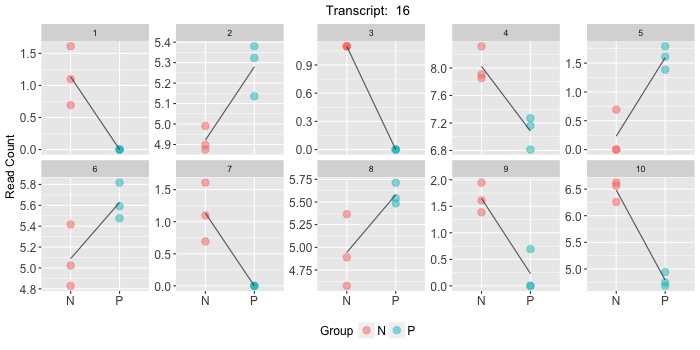 Transcript: 16
1 2 3 4 5
1.5 1.0 0.5 0.0
5.4 5.3 5.2 5.1 5.0 4.9
0.9 0.6 0.3 0.0
8.0 7.6 7.2 6.8
1.5 1.0 0.5 0.0
Read Count
6 7 8 9 10
5.8 5.6 5.4 5.2 5.0 4.8
1.5 1.0 0.5 0.0
5.75 5.50 5.25 5.00 4.75
2.0 1.5 1.0 0.5 0.0
6.5 6.0 5.5 5.0
N P N P N P N P N P
Group N P